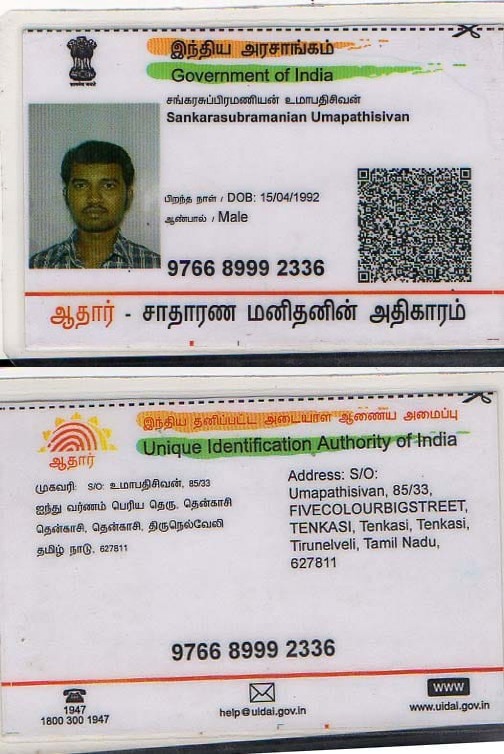 இந்திய அரசாங்கம்
Government of India
சங்கரசுப்பிரமணியன் உமாபதிசிவன்
Sankarasubramanian Umapathisivan
பிறந்த நாள் / DOB: 15/04/1992
ஆண்பால் / Male
9766 8999 2336
ஆதார் - சாதாரண மனிதனின் அதிகாரம்
இந்திய தனிப்பட்ட அடையாள ஆணைய அமைப்பு
Unique Identification Authority of India
ஆதார்
முகவரி: S/O: உமாபதிசிவன், 85/33
ஐந்து வர்ணம் பெரிய தெரு, தென்காசி
தென்காசி, தென்காசி, திருநெல்வேலி
தமிழ் நாடு, 627811
Address: S/O:
Umapathisivan, 85/33,
FIVECOLOURBIGSTREET,
TENKASI, Tenkasi, Tenkasi,
Tirunelveli, Tamil Nadu,
627811
9766 8999 2336
1947
1800 300 1947
help@uidai.gov.in
WWW
www.uidai.gov.in